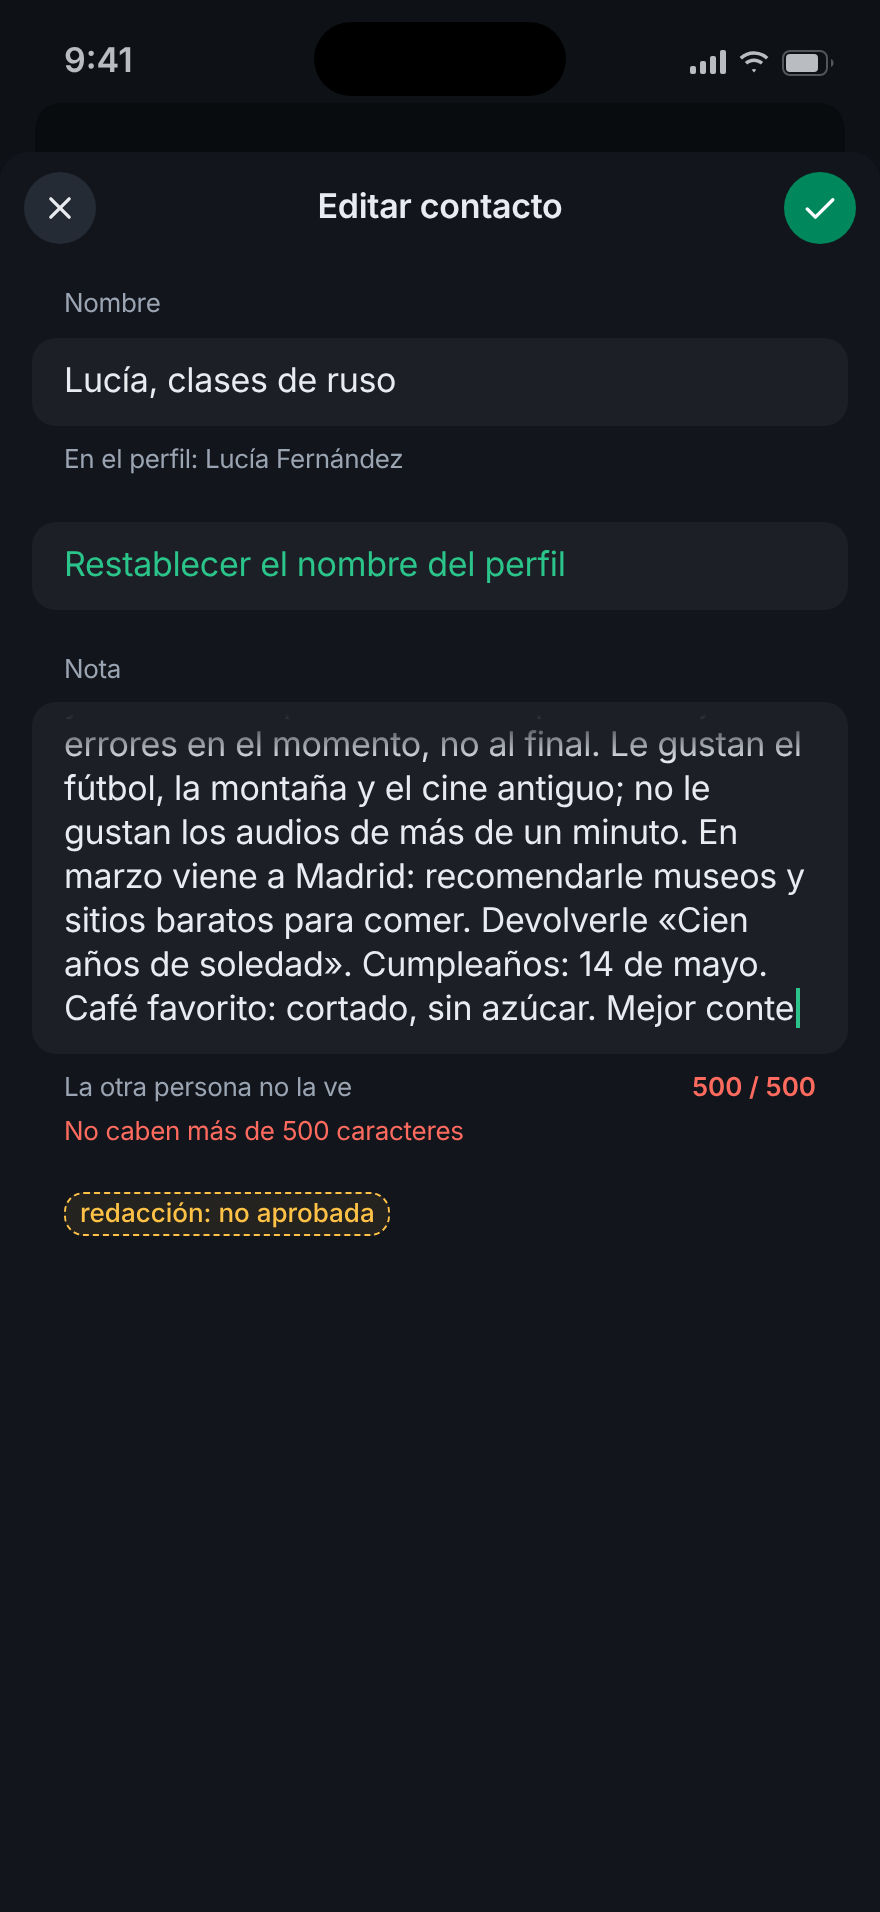 9:41
Editar contacto
Nombre
Lucía, clases de ruso
En el perfil: Lucía Fernández
Restablecer el nombre del perfil
Nota
errores en el momento, no al final. Le gustan el
fútbol, la montaña y el cine antiguo; no le
gustan los audios de más de un minuto. En
marzo viene a Madrid: recomendarle museos y
sitios baratos para comer. Devolverle «Cien
años de soledad». Cumpleaños: 14 de mayo.
Café favorito: cortado, sin azúcar. Mejor conte
La otra persona no la ve
500 / 500
No caben más de 500 caracteres
redacción: no aprobada